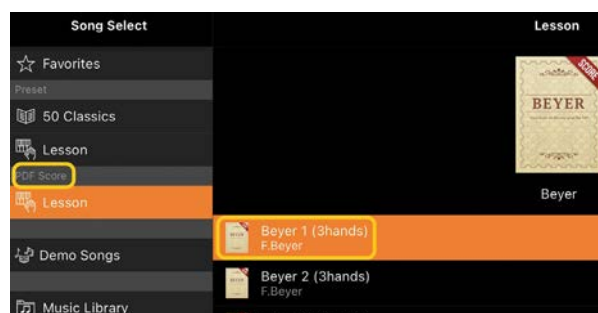 Song Select
Favorites
Preset
50 Classics
Lesson
PDF Score
Lesson
Demo Songs
Music Library
Lesson
SCORE
BEYER
Beyer
Beyer 1 (3hands)
F.Beyer
Beyer 2 (3hands)
F.Beyer